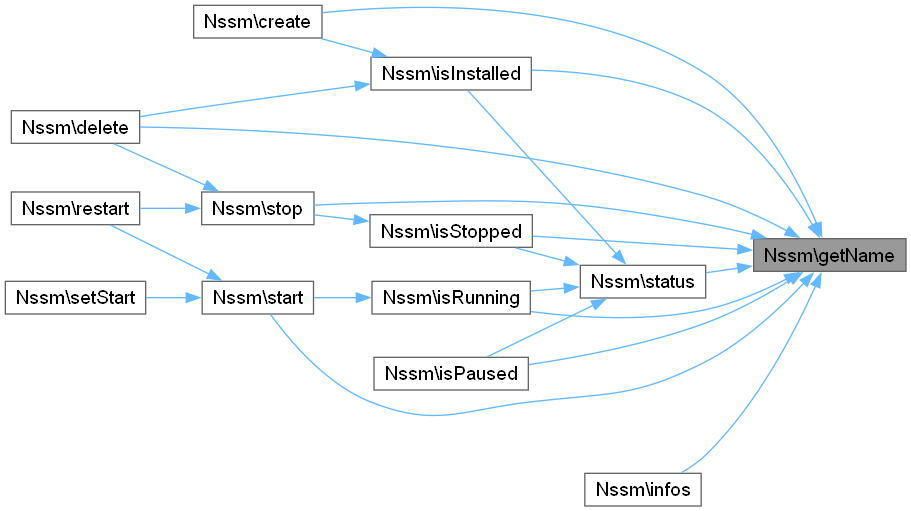 Nssm\create
Nssm\isInstalled
Nssm\delete
Nssm\restart
Nssm\stop
Nssm\isStopped
Nssm\getName
Nssm\setStart
Nssm\start
Nssm\isRunning
Nssm\status
Nssm\isPaused
Nssm\infos